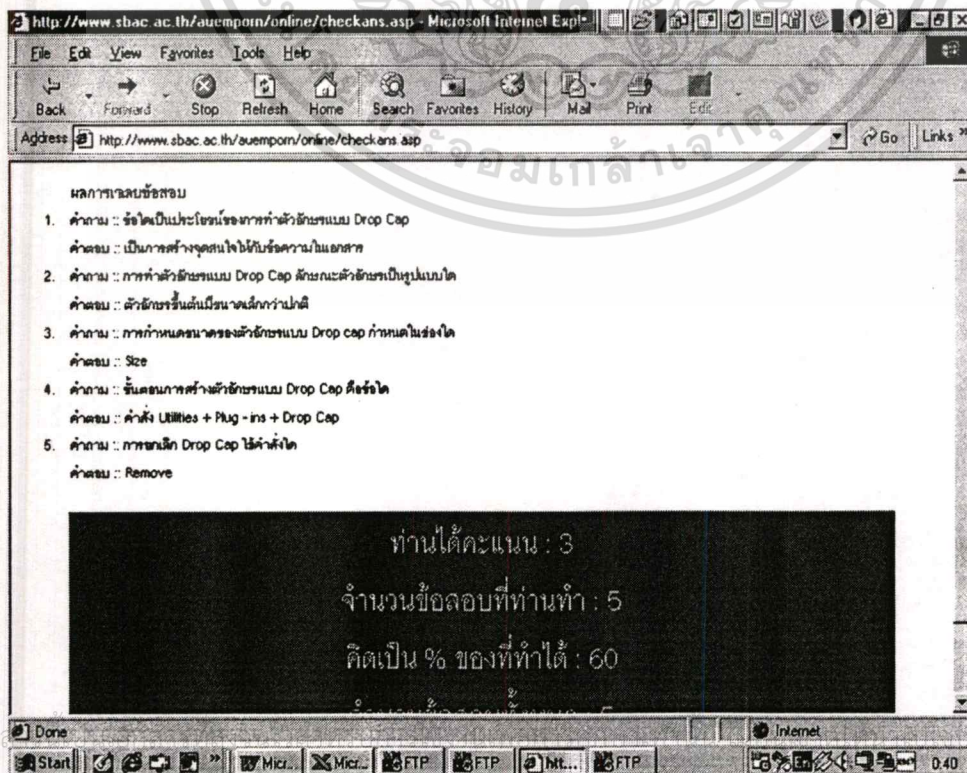 http://www.sbac.ac.th/auemporn/online/checkans.asp - Microsoft Internet Expl
File Edit View Favorites Tools Help
Back Forward Stop Refresh Home Search Favorites History Mail Print Edit
Address http://www.sbac.ac.th/auemporn/online/checkans.asp Go Links »
จอมเกล้าเจ้าคุณ
ผลการเฉลยข้อสอบ
1. คำถาม :: ข้อใดเป็นประโยชน์ของการทำตัวอักษรแบบ Drop Cap
คำตอบ :: เป็นการสร้างจุดสนใจให้กับข้อความในเอกสาร
2. คำถาม :: การทำตัวอักษรแบบ Drop Cap ลักษณะตัวอักษรเป็นรูปแบบใด
คำตอบ :: ตัวอักษรขึ้นต้นมีขนาดเล็กกว่าปกติ
3. คำถาม :: การกำหนดขนาดของตัวอักษรแบบ Drop cap กำหนดในช่องใด
คำตอบ :: Size
4. คำถาม :: ขั้นตอนการสร้างตัวอักษรแบบ Drop Cap คือข้อใด
คำตอบ :: คำสั่ง Utilities + Plug - ins + Drop Cap
5. คำถาม :: การยกเลิก Drop Cap ใช้คำสั่งใด
คำตอบ :: Remove
ท่านได้คะแนน : 3
จำนวนข้อสอบที่ท่านทำ : 5
คิดเป็น % ของที่ทำได้ : 60
Done Internet
Start » Micr... Micr... FTP FTP htt... FTP 0:40